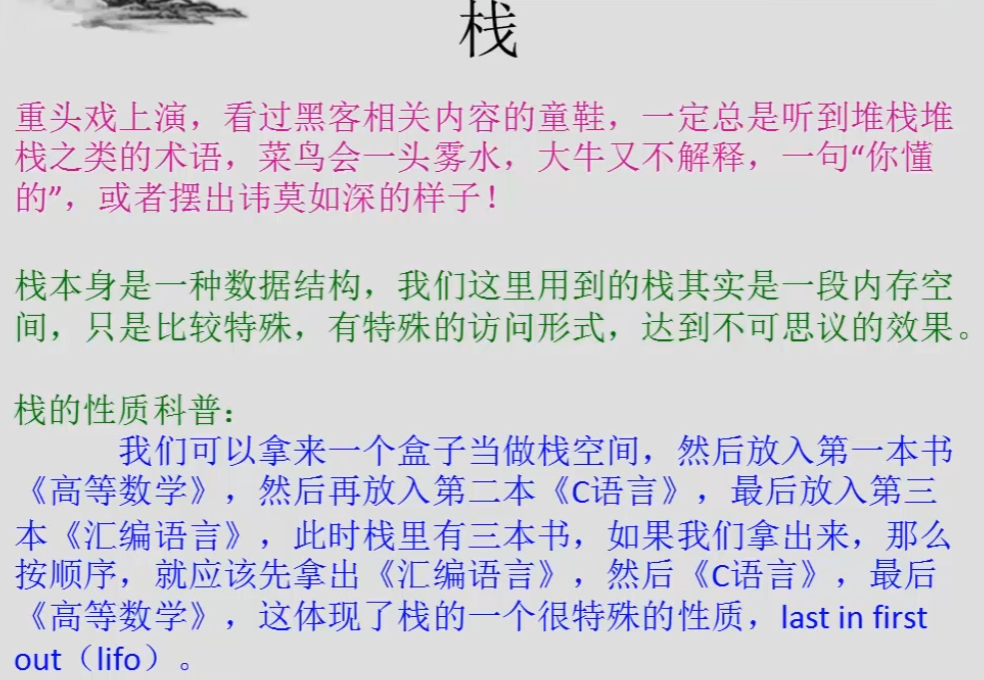 栈
重头戏上演，看过黑客相关内容的童鞋，一定总是听到堆栈堆
栈之类的术语，菜鸟会一头雾水，大牛又不解释，一句“你懂
的”，或者摆出讳莫如深的样子！
栈本身是一种数据结构，我们这里用到的栈其实是一段内存空
间，只是比较特殊，有特殊的访问形式，达到不可思议的效果。
栈的性质科普：
我们可以拿来一个盒子当做栈空间，然后放入第一本书
《高等数学》，然后再放入第二本《C语言》，最后放入第三
本《汇编语言》，此时栈里有三本书，如果我们拿出来，那么
按顺序，就应该先拿出《汇编语言》，然后《C语言》，最后
《高等数学》，这体现了栈的一个很特殊的性质，last in first
out（lifo）。